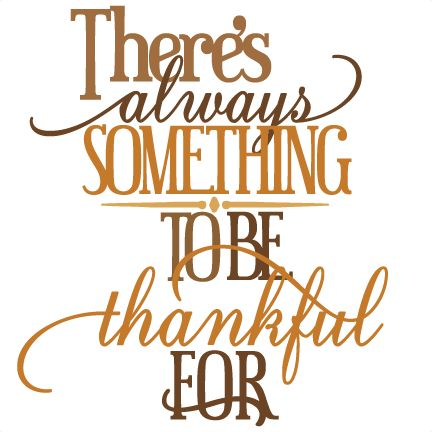 There's
always
SOMETHING
TO BE
thankful
FOR